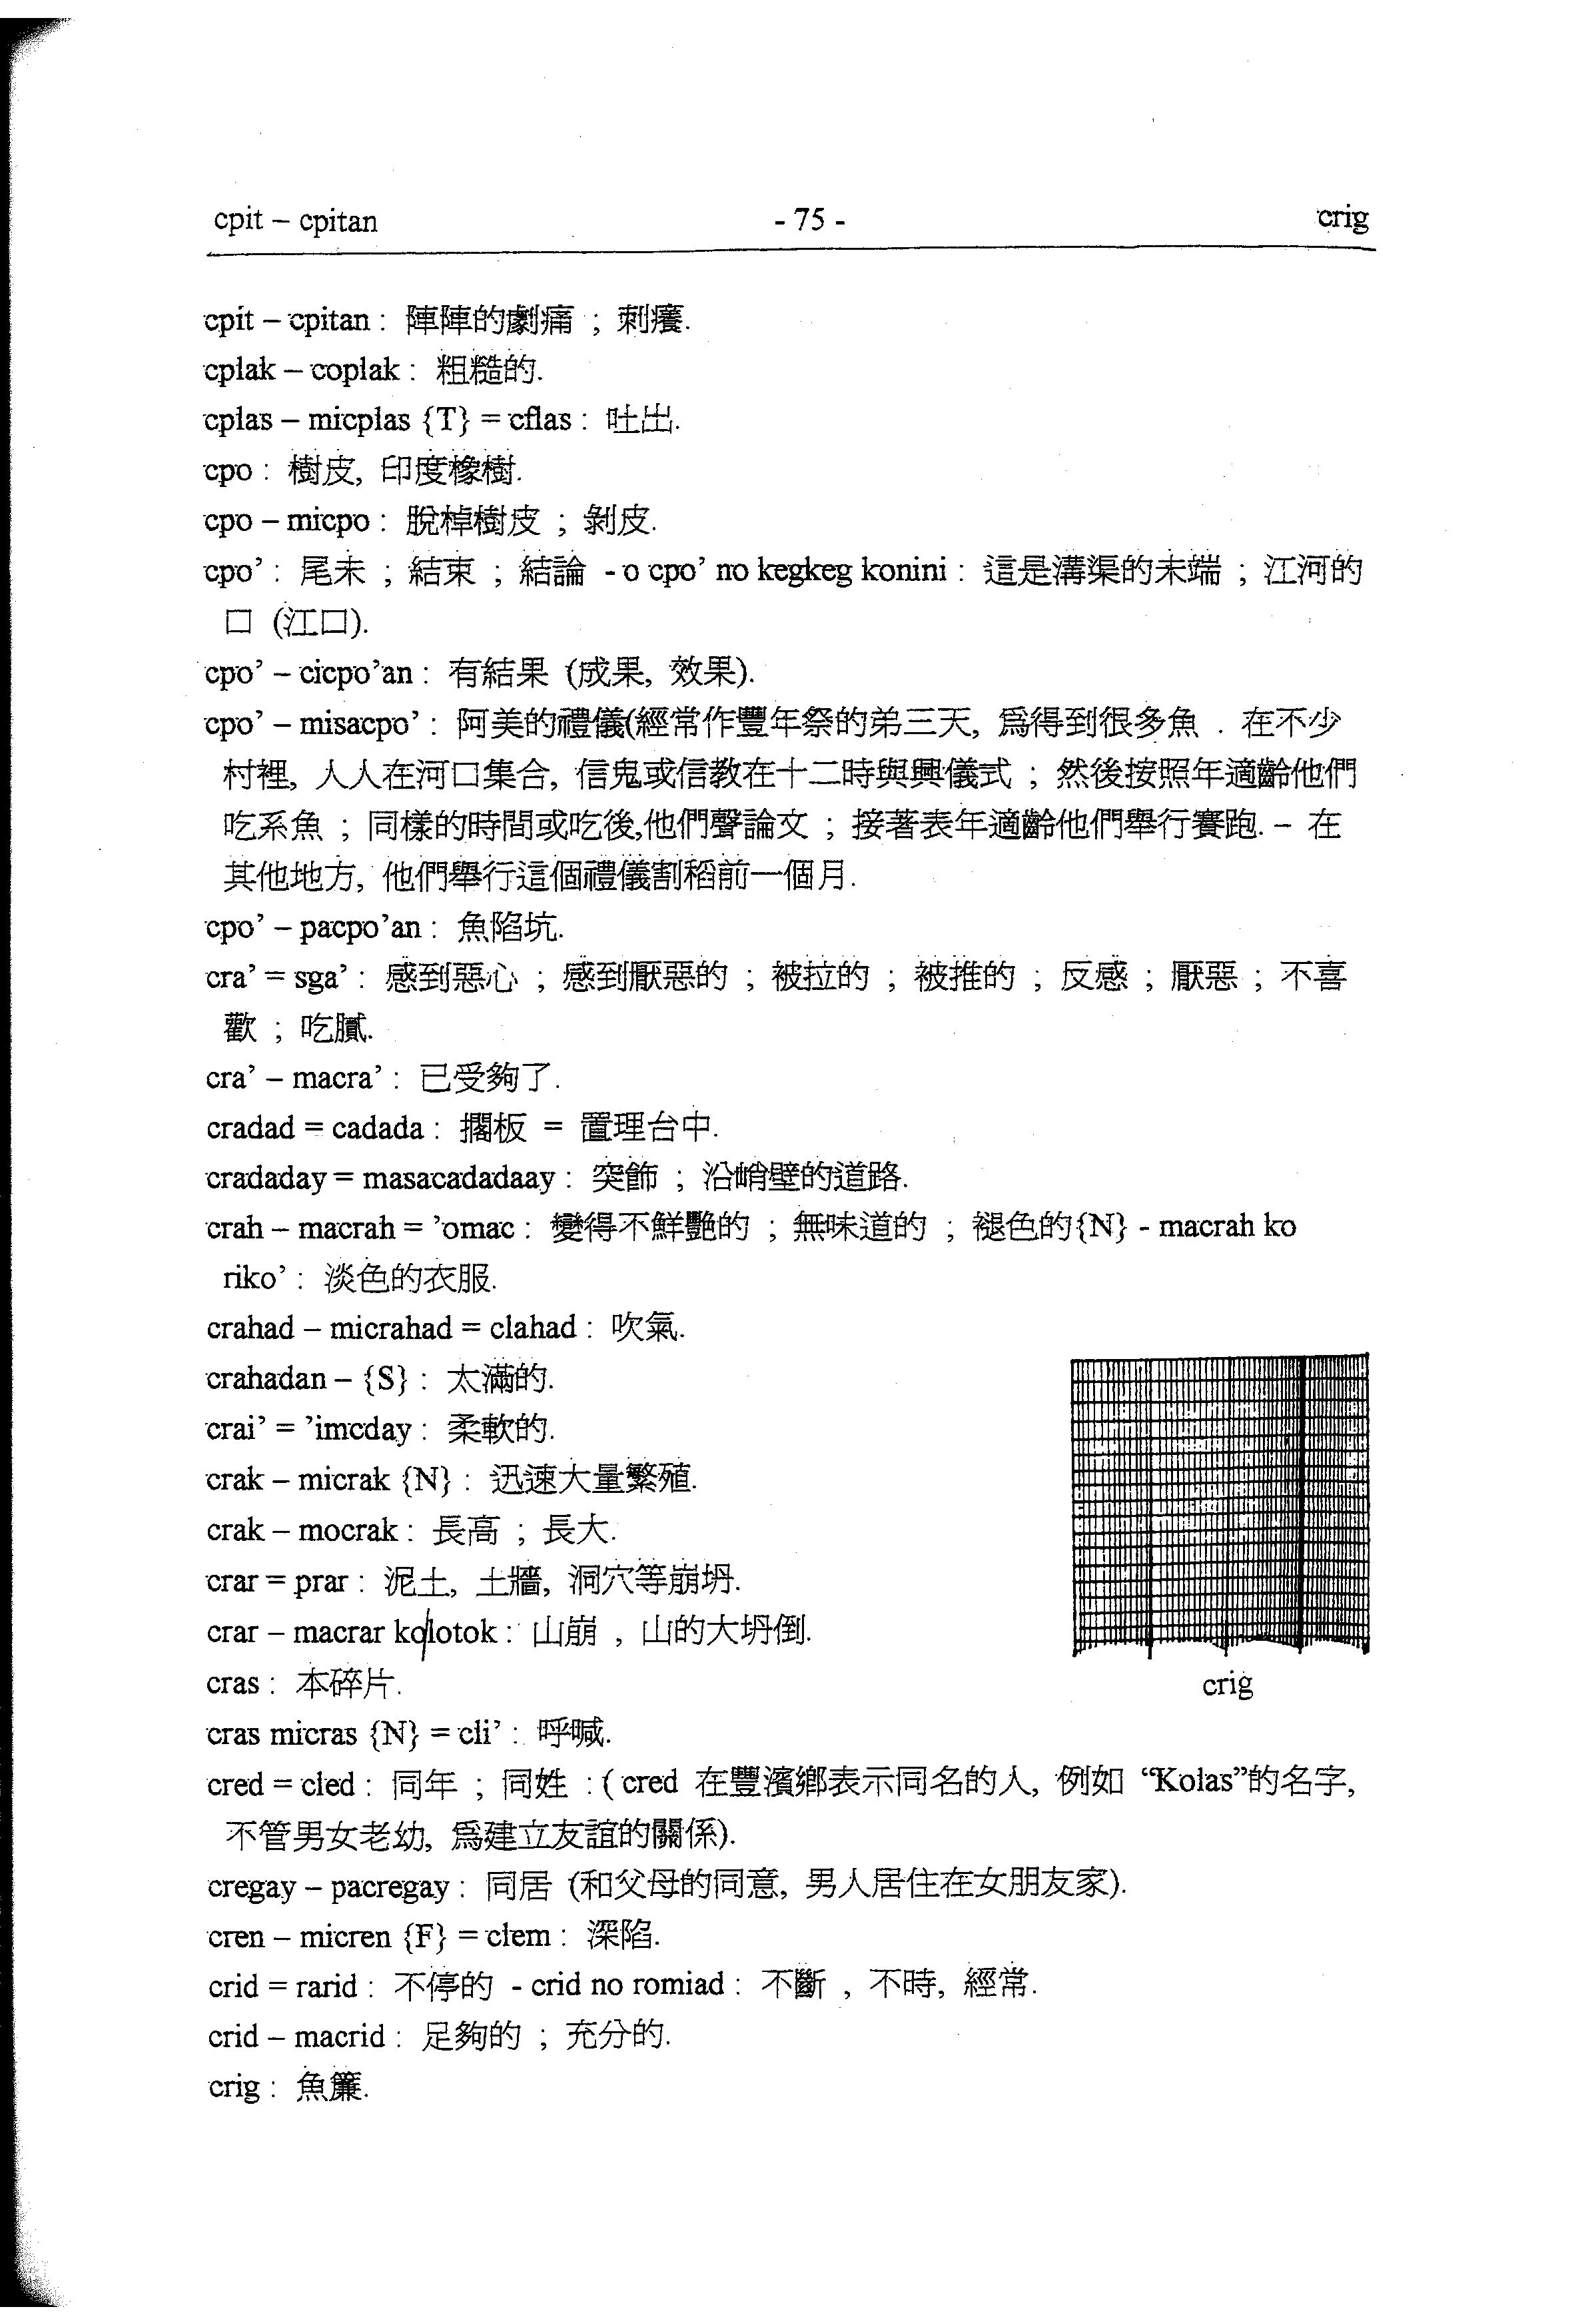 cpit – cpitan - 75 - crig
cpit – cpitan : 陣陣的劇痛 ; 刺癢.
cplak – coplak : 粗糙的.
cplas – micplas {T} = cflas : 吐出.
cpo : 樹皮, 印度橡樹.
cpo – micpo : 脫棹樹皮 ; 剝皮.
cpo’ : 尾末 ; 結束 ; 結論 - o cpo’ no kegkeg konini : 這是溝渠的末端 ; 江河的
口 (江口).
cpo’ – cicpo’an : 有結果 (成果, 效果).
cpo’ – misacpo’ : 阿美的禮儀(經常作豐年祭的弟三天, 爲得到很多魚 . 在不少
村裡, 人人在河口集合, 信鬼或信教在十二時與興儀式 ; 然後按照年適齡他們
吃系魚 ; 同樣的時間或吃後,他們聲論文 ; 接著表年適齡他們舉行賽跑. – 在
其他地方, 他們舉行這個禮儀割稻前一個月.
cpo’ – pacpo’an : 魚陷坑.
cra’ = sga’ : 感到惡心 ; 感到厭惡的 ; 被拉的 ; 被推的 ; 反感 ; 厭惡 ; 不喜
歡 ; 吃膩.
cra’ – macra’ : 已受夠了.
cradad = cadada : 擱板 = 置理台中.
cradaday = masacadadaay : 突飾 ; 沿峭壁的道路.
crah – macrah = ’omac : 變得不鮮艷的 ; 無味道的 ; 褪色的{N} - macrah ko
riko’ : 淡色的衣服.
crahad – micrahad = clahad : 吹氣.
crahadan – {S} : 太滿的.
crai’ = ’imcday : 柔軟的.
crak – micrak {N} : 迅速大量繁殖.
crak – mocrak : 長高 ; 長大.
crar = prar : 泥土, 土牆, 洞穴等崩坍.
crar – macrar ko lotok : 山崩 , 山的大坍倒.
cras : 本碎片.
crig
cras micras {N} = cli’ : 呼喊.
cred = cled : 同年 ; 同姓 : ( cred 在豐濱鄉表示同名的人, 例如 “Kolas”的名字,
不管男女老幼, 爲建立友誼的關係).
cregay – pacregay : 同居 (和父母的同意, 男人居住在女朋友家).
cren – micren {F} = clem : 深陷.
crid = rarid : 不停的 - crid no romiad : 不斷 , 不時, 經常.
crid – macrid : 足夠的 ; 充分的.
crig : 魚簾.